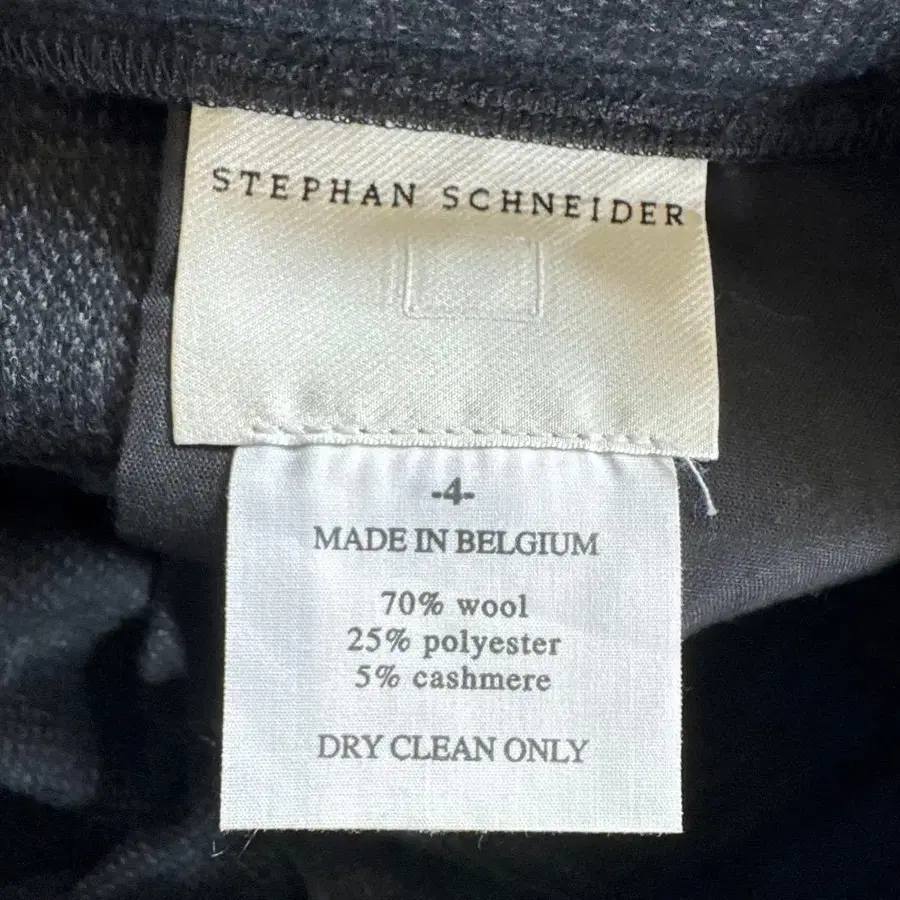 STEPHAN SCHNEIDER
-4-
MADE IN BELGIUM
70% wool
25% polyester
5% cashmere
DRY CLEAN ONLY